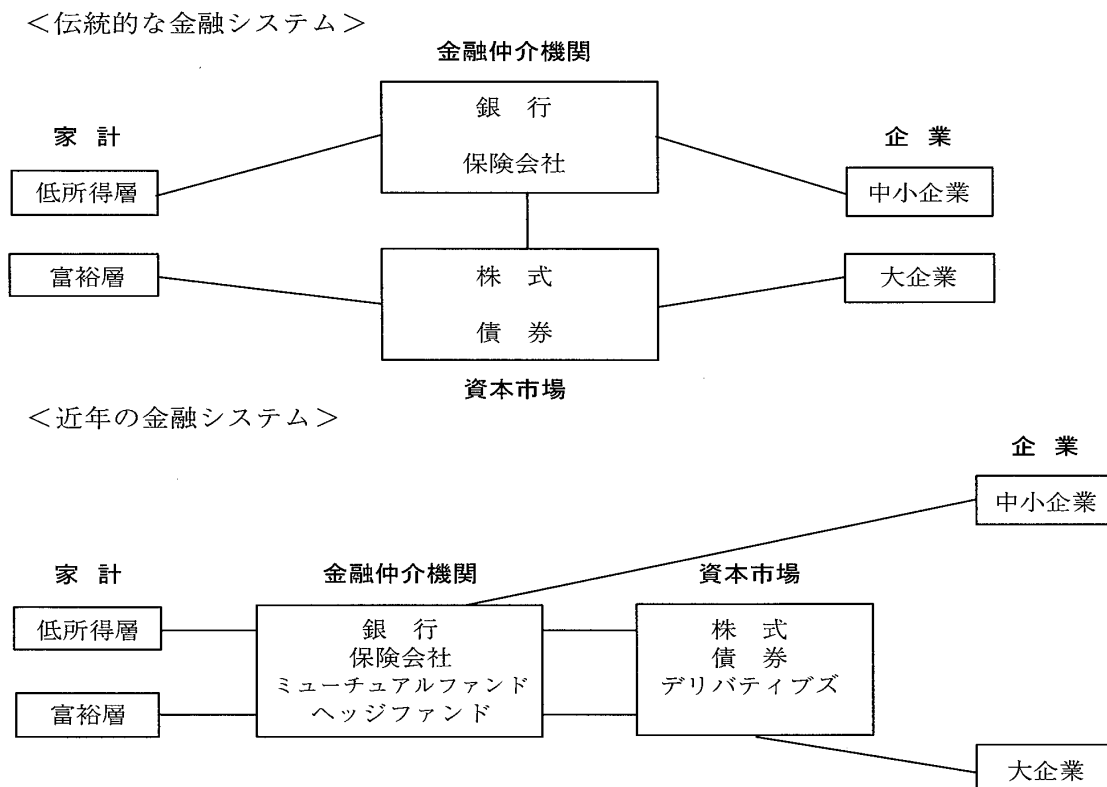 ＜伝統的な金融システム＞
金融仲介機関
銀　行
保険会社
家　計
低所得層
富裕層
企　業
中小企業
大企業
株　式
債　券
資本市場
＜近年の金融システム＞
企　業
中小企業
家　計
金融仲介機関
資本市場
低所得層
富裕層
銀　行
保険会社
ミューチュアルファンド
ヘッジファンド
株　式
債　券
デリバティブズ
大企業